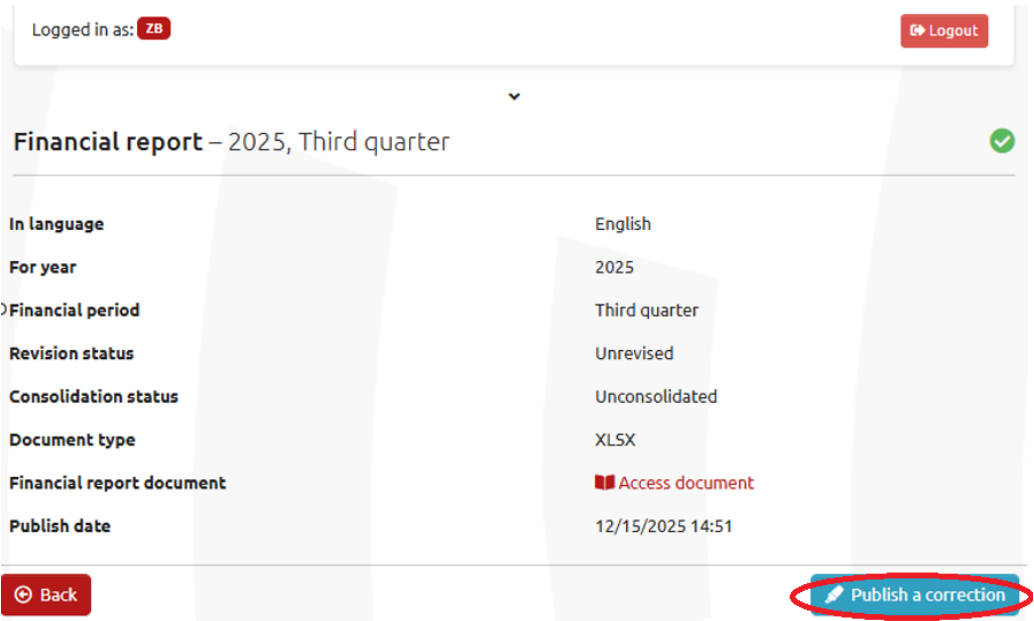 Logged in as: ZB
Logout
Financial report – 2025, Third quarter
In language English
For year 2025
Financial period Third quarter
Revision status Unrevised
Consolidation status Unconsolidated
Document type XLSX
Financial report document Access document
Publish date 12/15/2025 14:51
Back
Publish a correction